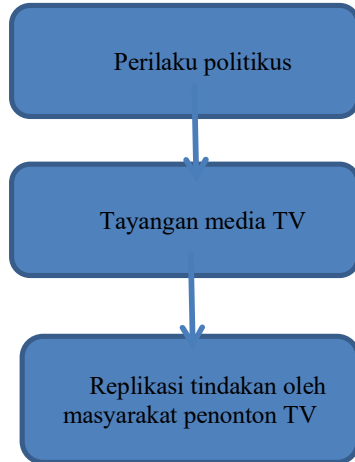 Perilaku politikus
Tayangan media TV
Replikasi tindakan oleh
masyarakat penonton TV